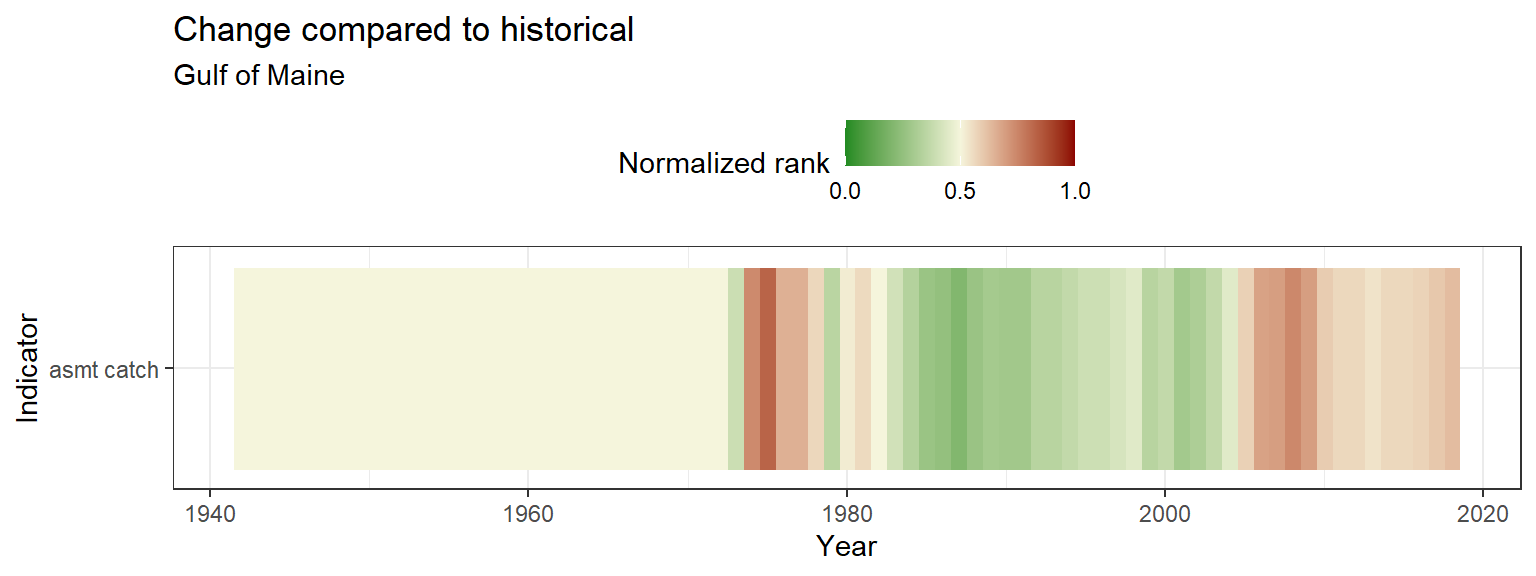 Change compared to historical
Gulf of Maine
Normalized rank
0.0 0.5 1.0
Indicator
asmt catch
1940 1960 1980 2000 2020
Year